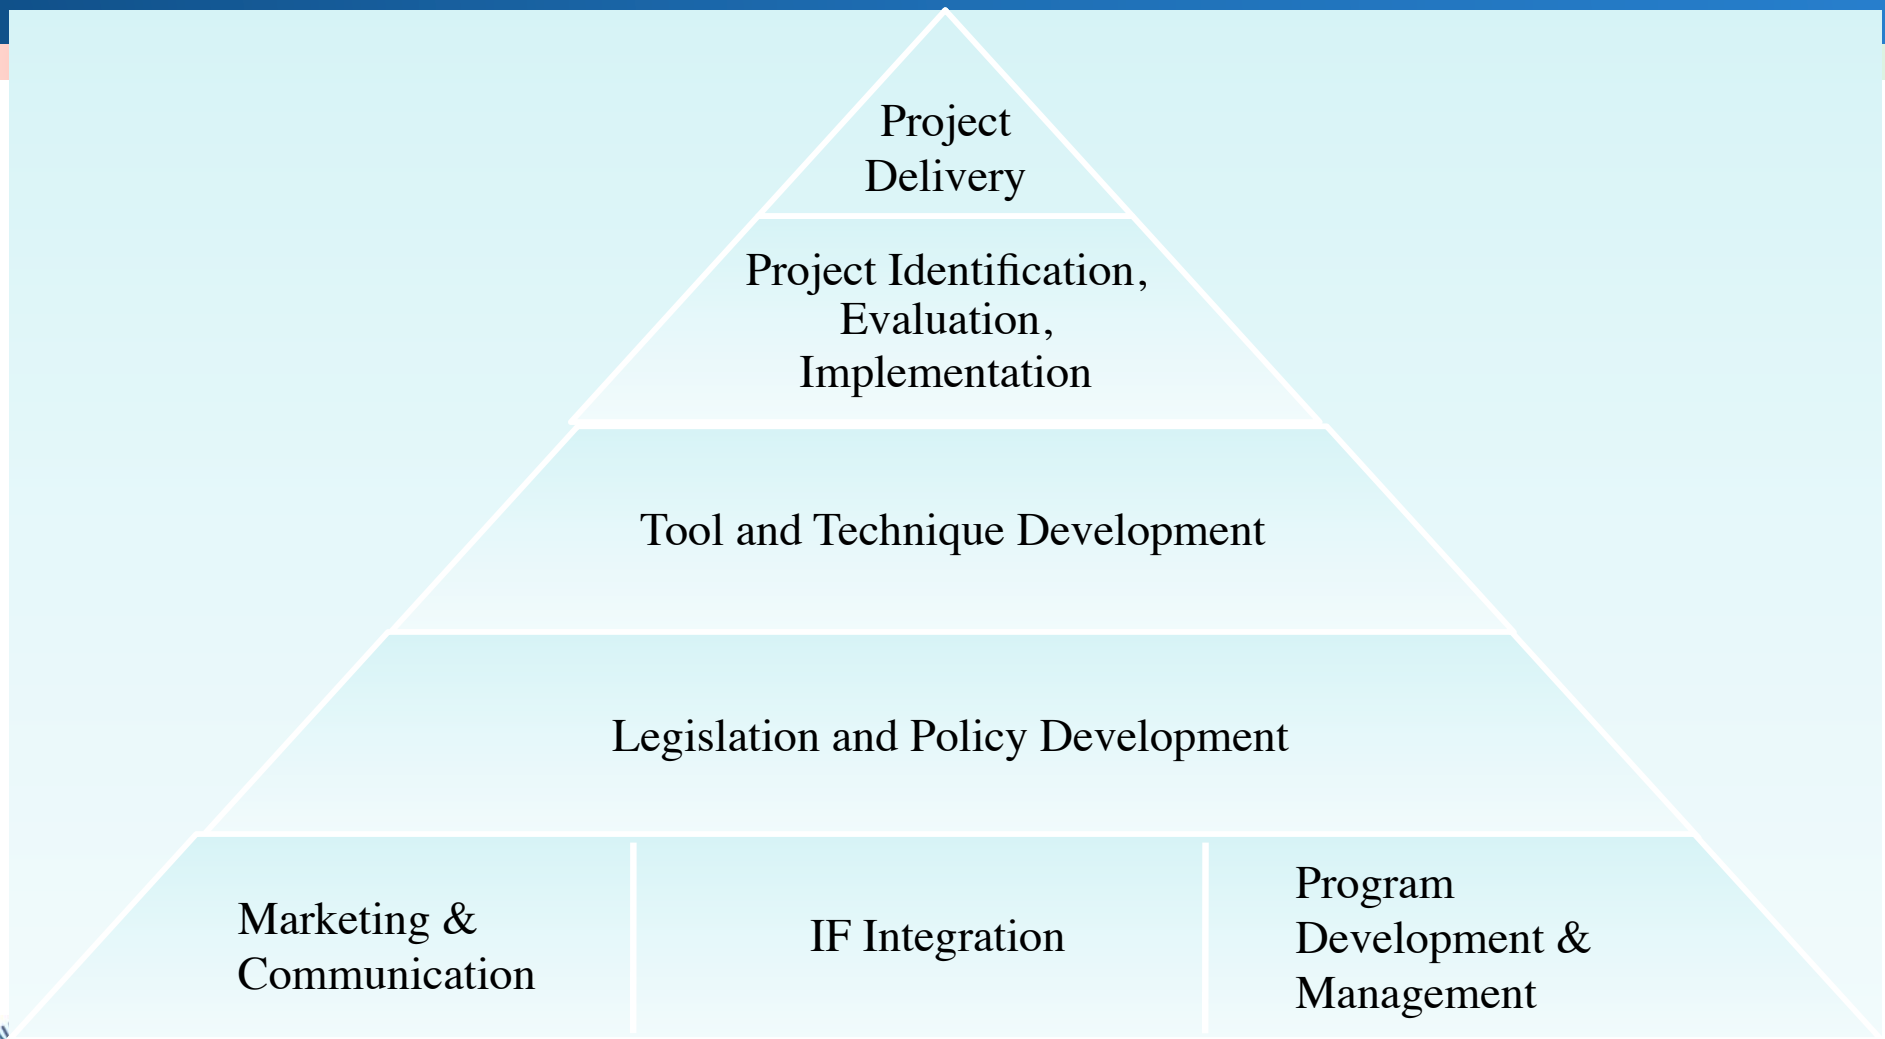 Project
Delivery
Project Identification,
Evaluation,
Implementation
Tool and Technique Development
Legislation and Policy Development
Marketing &
Communication
IF Integration
Program
Development &
Management